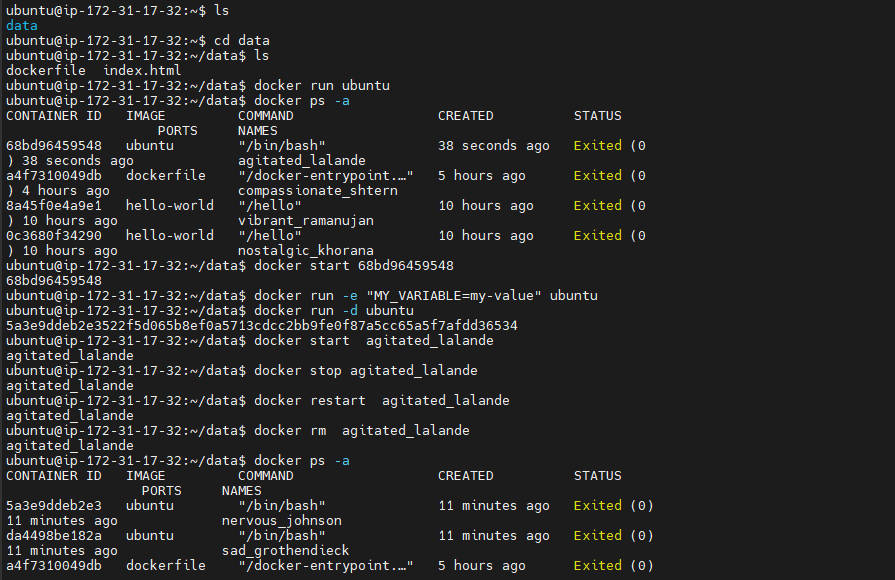 ubuntu@ip-172-31-17-32:~$ ls
data
ubuntu@ip-172-31-17-32:~$ cd data
ubuntu@ip-172-31-17-32:~/data$ ls
dockerfile  index.html
ubuntu@ip-172-31-17-32:~/data$ docker run ubuntu
ubuntu@ip-172-31-17-32:~/data$ docker ps -a
CONTAINER ID   IMAGE         COMMAND                  CREATED          STATUS
                   PORTS     NAMES
68bd96459548   ubuntu        "/bin/bash"              38 seconds ago   Exited (0
) 38 seconds ago             agitated_lalande
a4f7310049db   dockerfile    "/docker-entrypoint.…"   5 hours ago      Exited (0
) 4 hours ago                compassionate_shtern
8a45f0e4a9e1   hello-world   "/hello"                 10 hours ago     Exited (0
) 10 hours ago               vibrant_ramanujan
0c3680f34290   hello-world   "/hello"                 10 hours ago     Exited (0
) 10 hours ago               nostalgic_khorana
ubuntu@ip-172-31-17-32:~/data$ docker start 68bd96459548
68bd96459548
ubuntu@ip-172-31-17-32:~/data$ docker run -e "MY_VARIABLE=my-value" ubuntu
ubuntu@ip-172-31-17-32:~/data$ docker run -d ubuntu
5a3e9ddeb2e3522f5d065b8ef0a5713cdcc2bb9fe0f87a5cc65a5f7afdd36534
ubuntu@ip-172-31-17-32:~/data$ docker start  agitated_lalande
agitated_lalande
ubuntu@ip-172-31-17-32:~/data$ docker stop agitated_lalande
agitated_lalande
ubuntu@ip-172-31-17-32:~/data$ docker restart  agitated_lalande
agitated_lalande
ubuntu@ip-172-31-17-32:~/data$ docker rm  agitated_lalande
agitated_lalande
ubuntu@ip-172-31-17-32:~/data$ docker ps -a
CONTAINER ID   IMAGE         COMMAND                  CREATED          STATUS
                 PORTS     NAMES
5a3e9ddeb2e3   ubuntu        "/bin/bash"              11 minutes ago   Exited (0)
11 minutes ago             nervous_johnson
da4498be182a   ubuntu        "/bin/bash"              11 minutes ago   Exited (0)
11 minutes ago             sad_grothendieck
a4f7310049db   dockerfile    "/docker-entrypoint.…"   5 hours ago      Exited (0)